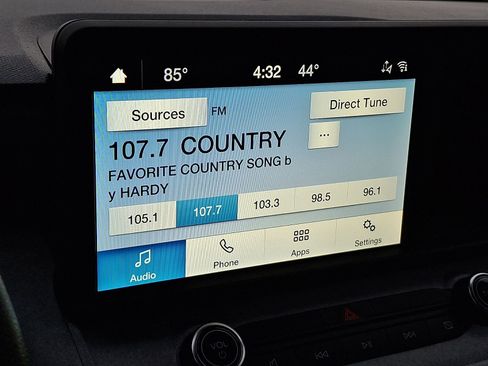 85° 4:32 44°
Sources FM Direct Tune
107.7 COUNTRY ...
FAVORITE COUNTRY SONG b
y HARDY
105.1 107.7 103.3 98.5 96.1
Audio Phone Apps Settings
VOL